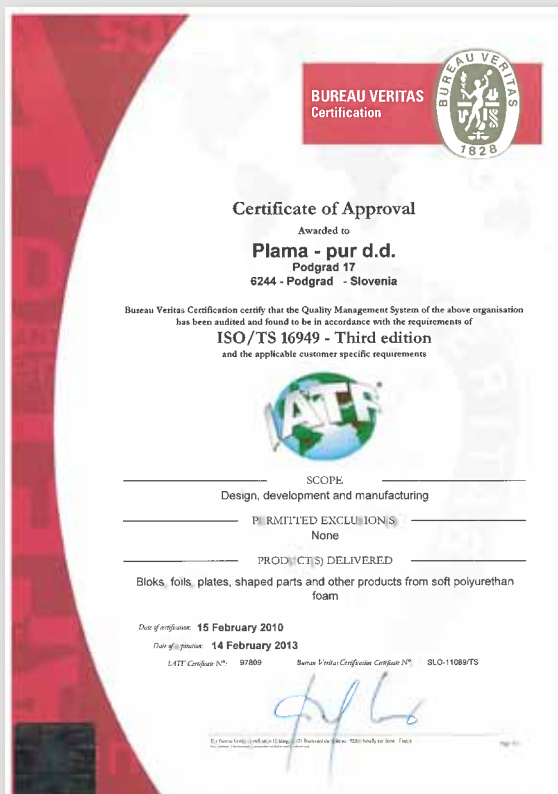 BUREAU VERITAS
Certification
BUREAU VERITAS
1828
Certificate of Approval
Awarded to
Plama - pur d.d.
Podgrad 17
6244 - Podgrad - Slovenia
Bureau Veritas Certification certify that the Quality Management System of the above organisation
has been audited and found to be in accordance with the requirements of
ISO/TS 16949 - Third edition
and the applicable customer specific requirements
IATF
SCOPE
Design, development and manufacturing
PERMITTED EXCLUSION(S)
None
PRODUCT(S) DELIVERED
Bloks, foils, plates, shaped parts and other products from soft polyurethan
foam
Date of certification: 15 February 2010
Date of expiration: 14 February 2013
IATF Certificate N°: 97809 Bureau Veritas Certification Certificate N°: SLO-11089/TS